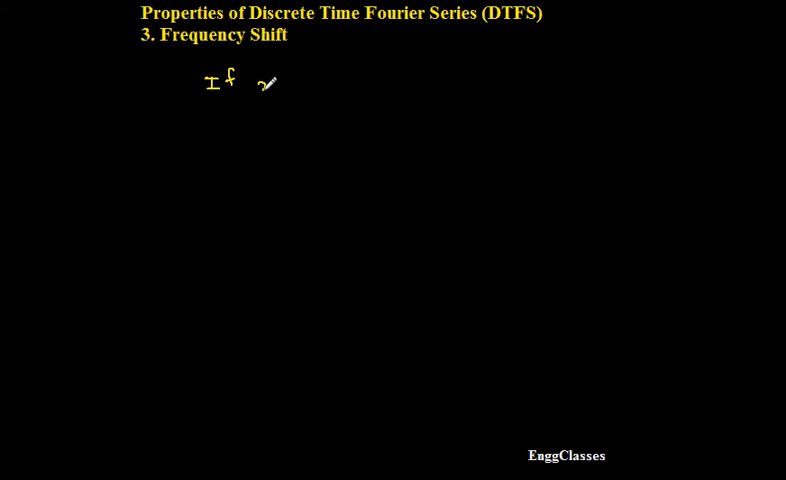 Properties of Discrete Time Fourier Series (DTFS)
3. Frequency Shift
If
EnggClasses